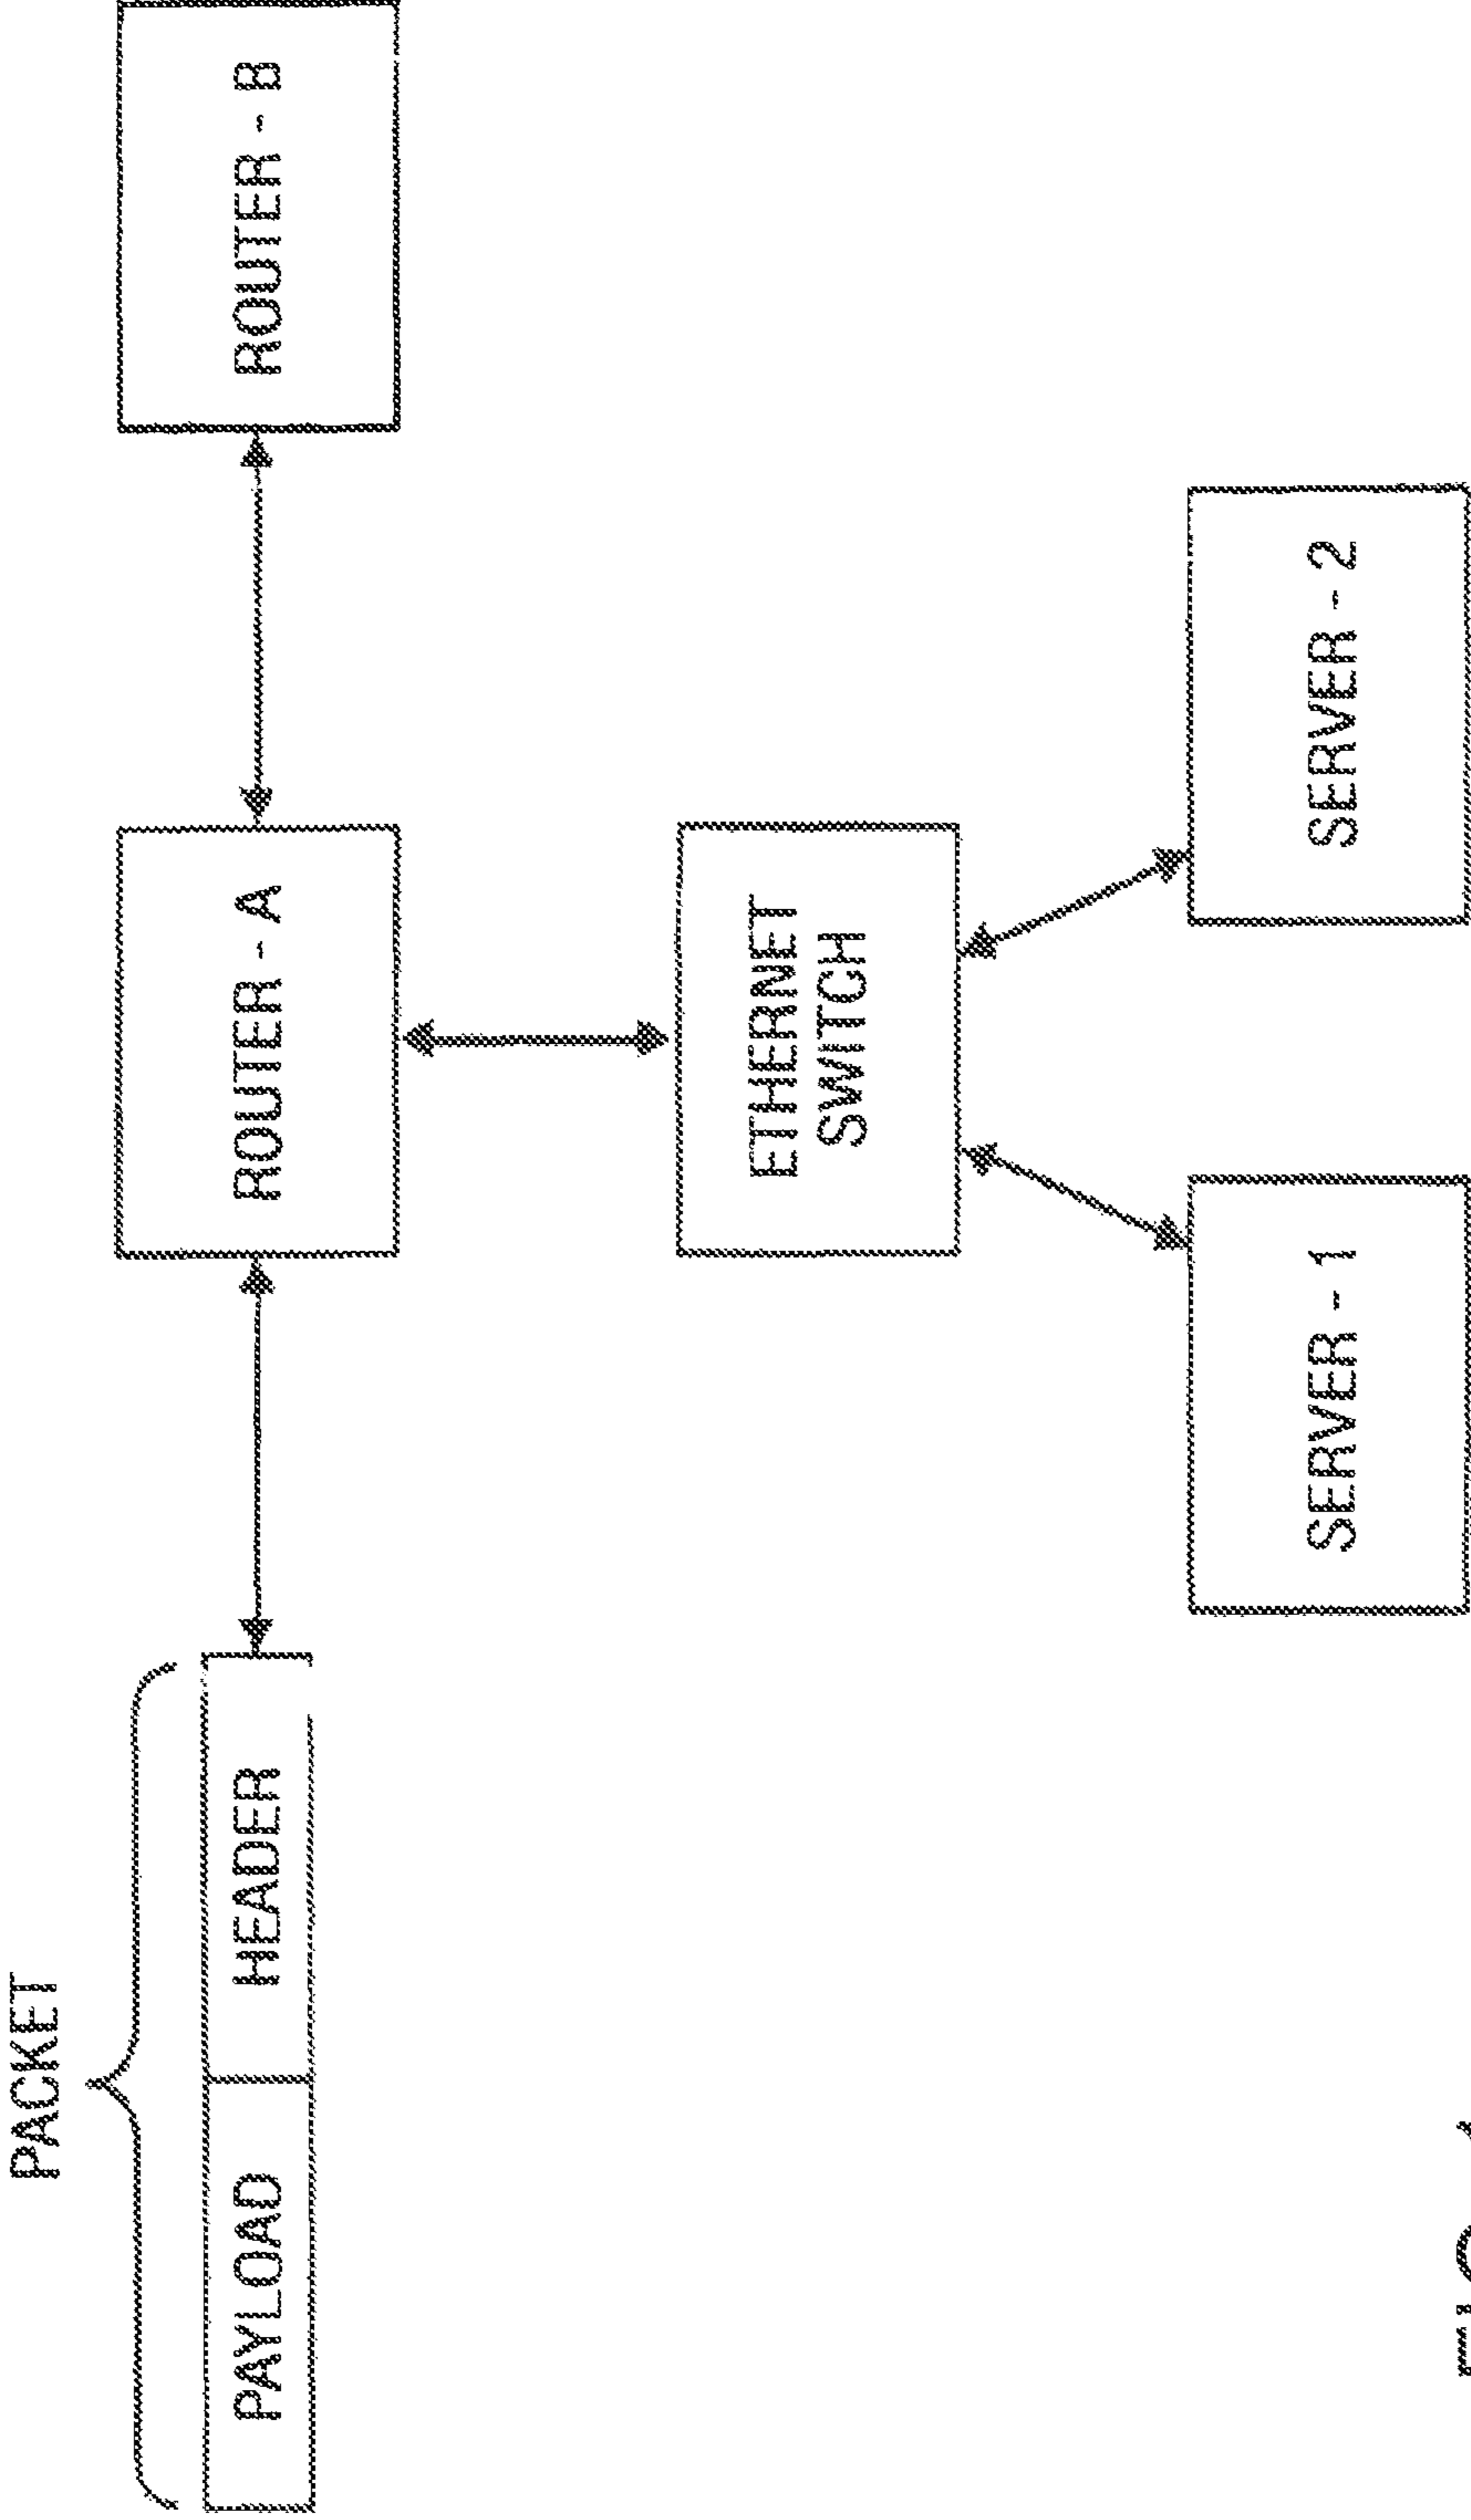 PACKET
PAYLOAD
HEADER
ROUTER - A
ROUTER - B
ETHERNET
SWITCH
SERVER - 1
SERVER - 2